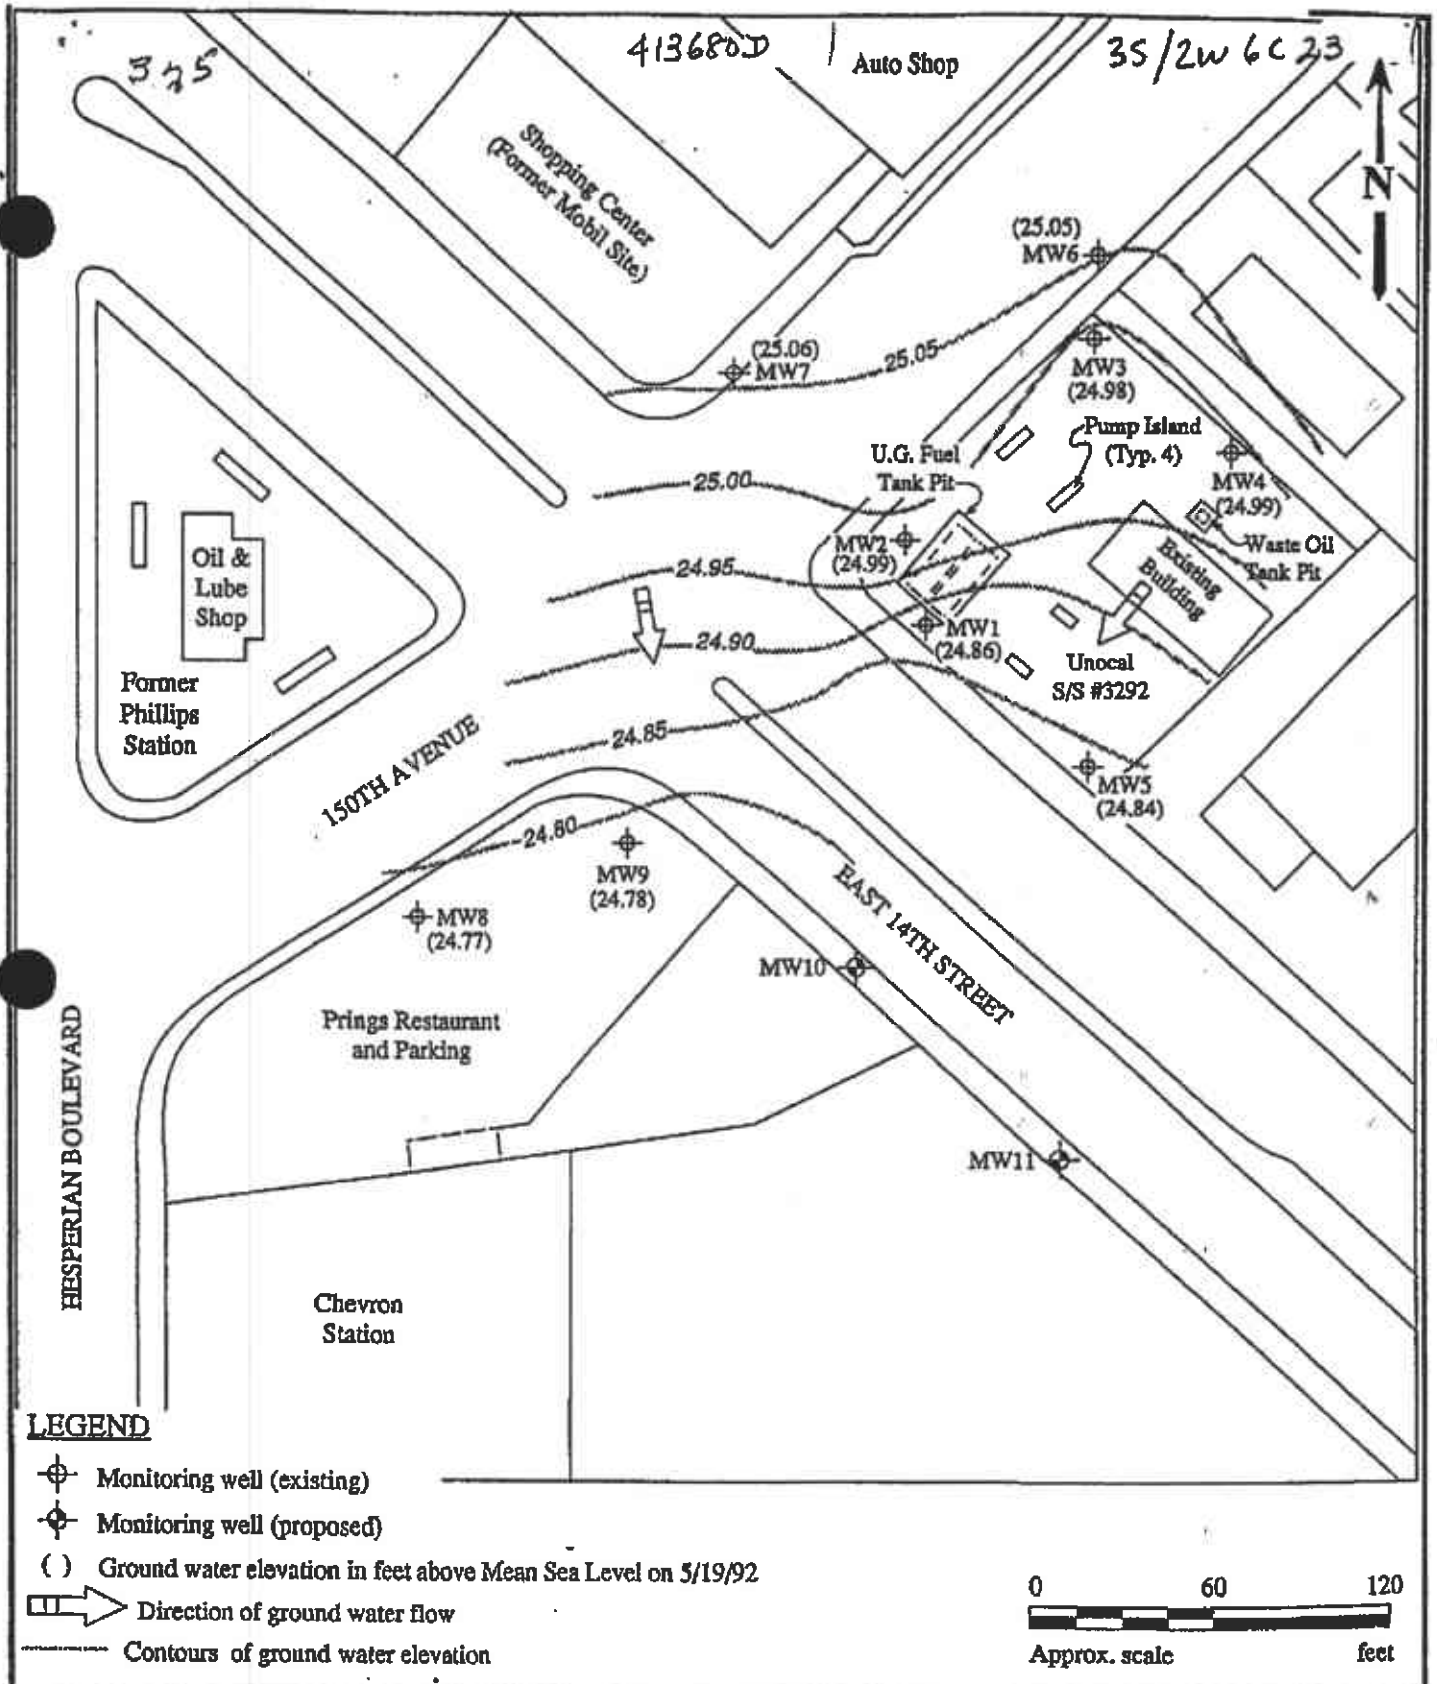 325
413680D
3S/2W 6C 23
Auto Shop
Shopping Center
(Former Mobil Site)
N
(25.05)
MW6
(25.06)
MW7
25.05
MW3
(24.98)
Pump Island
(Typ. 4)
U.G. Fuel
Tank Pit
MW4
(24.99)
25.00
MW2
(24.99)
Waste Oil
Tank Pit
Existing
Building
Oil &
Lube
Shop
24.95
24.90
MW1
(24.86)
Unocal
S/S #3292
Former
Phillips
Station
24.85
150TH AVENUE
MW5
(24.84)
24.80
MW9
(24.78)
MW8
(24.77)
EAST 14TH STREET
MW10
Prings Restaurant
and Parking
HESPERIAN BOULEVARD
MW11
Chevron
Station
LEGEND
Monitoring well (existing)
Monitoring well (proposed)
( ) Ground water elevation in feet above Mean Sea Level on 5/19/92
Direction of ground water flow
Contours of ground water elevation
0 60 120
Approx. scale feet